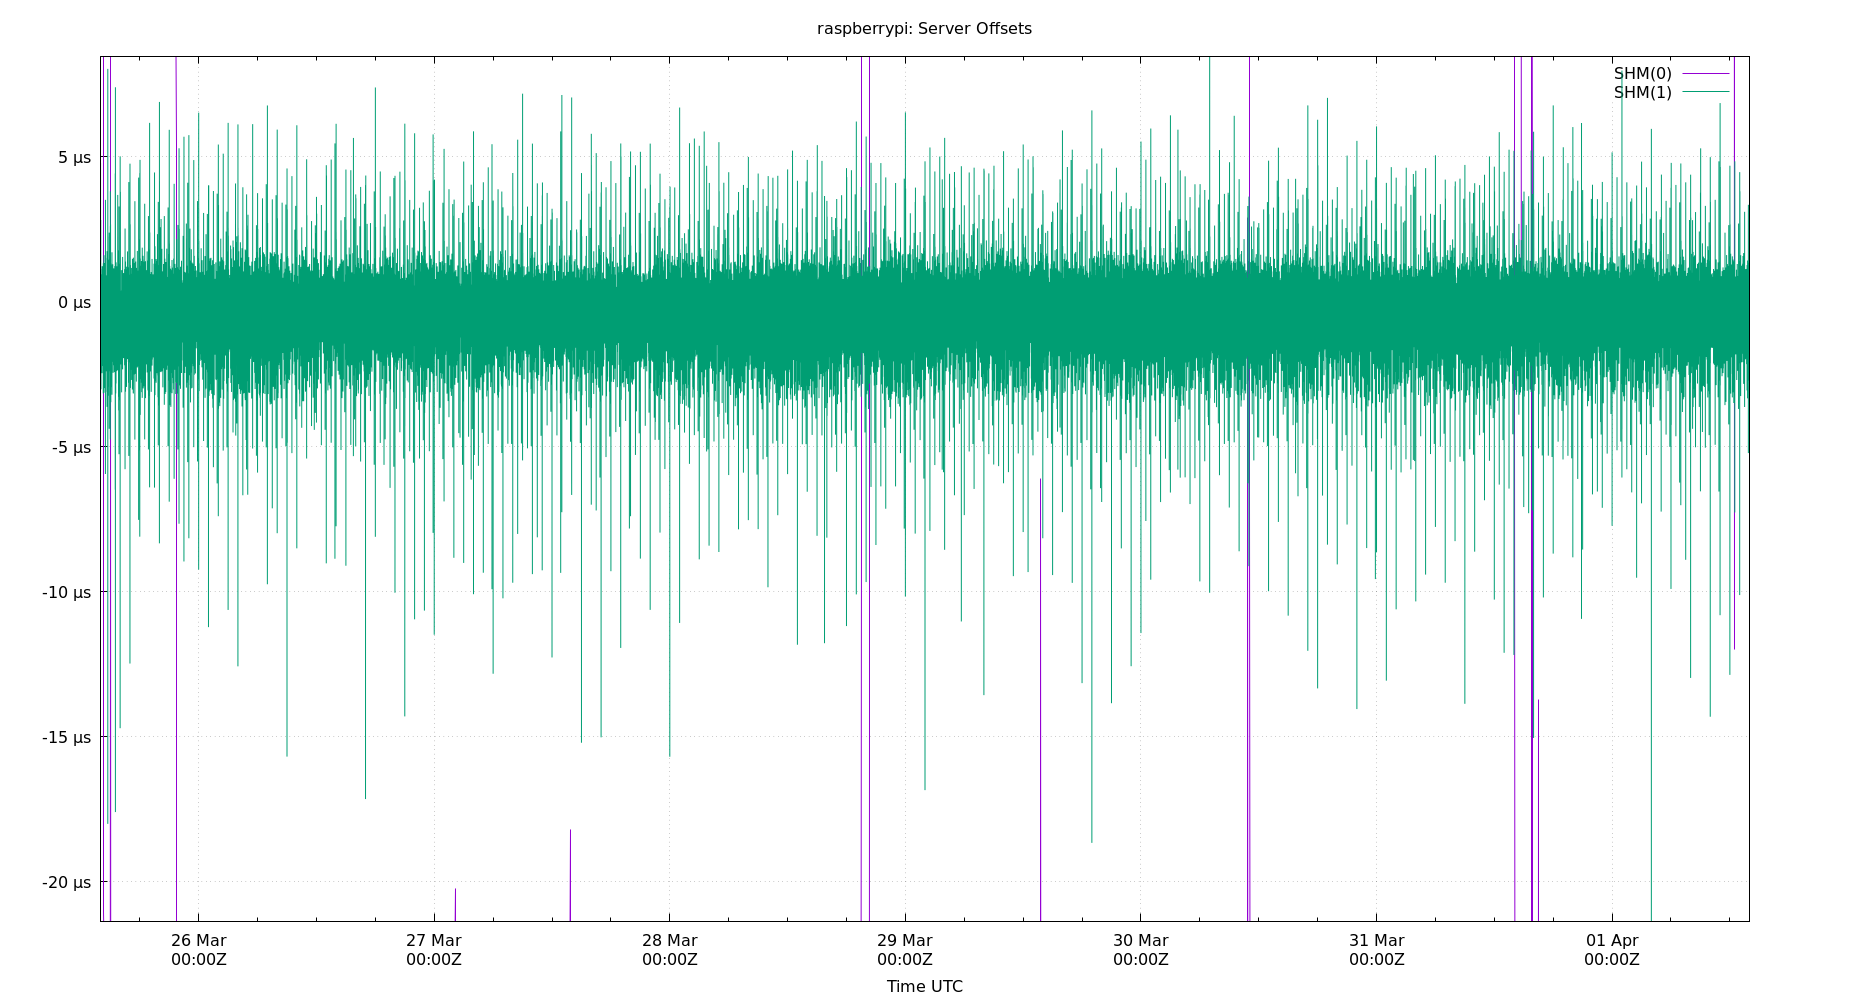 raspberrypi: Server Offsets
SHM(0)
SHM(1)
5 µs
0 µs
-5 µs
-10 µs
-15 µs
-20 µs
26 Mar 27 Mar 28 Mar 29 Mar 30 Mar 31 Mar 01 Apr
00:00Z 00:00Z 00:00Z 00:00Z 00:00Z 00:00Z 00:00Z
Time UTC